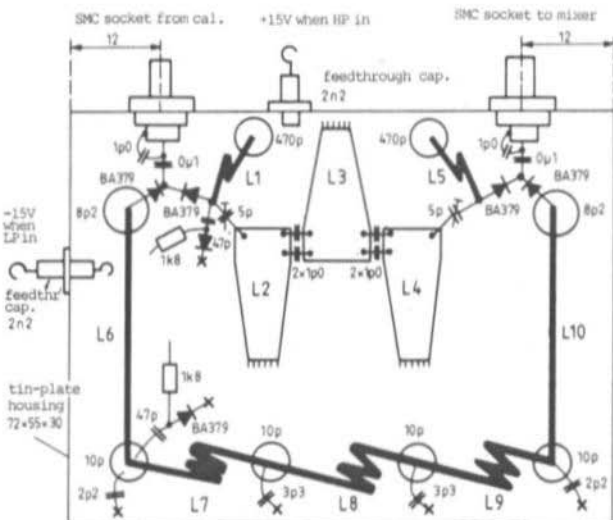 SMC socket from cal.
+15V when HP in
SMC socket to mixer
12
12
feedthrough cap.
2n2
1p0
0µ1
470p
L1
L3
470p
L5
1p0
0µ1
BA379
BA379
8p2
5p
47p
1k8
5p
BA379
BA379
8p2
-15V
when
LPin
feedthr'
cap.
2n2
2×1p0
2×1p0
L2
L4
L6
L10
1k8
47p
BA379
tin-plate
housing
72×55×30
10p
10p
10p
10p
2p2
L7
3p3
L8
3p3
L9
2p2